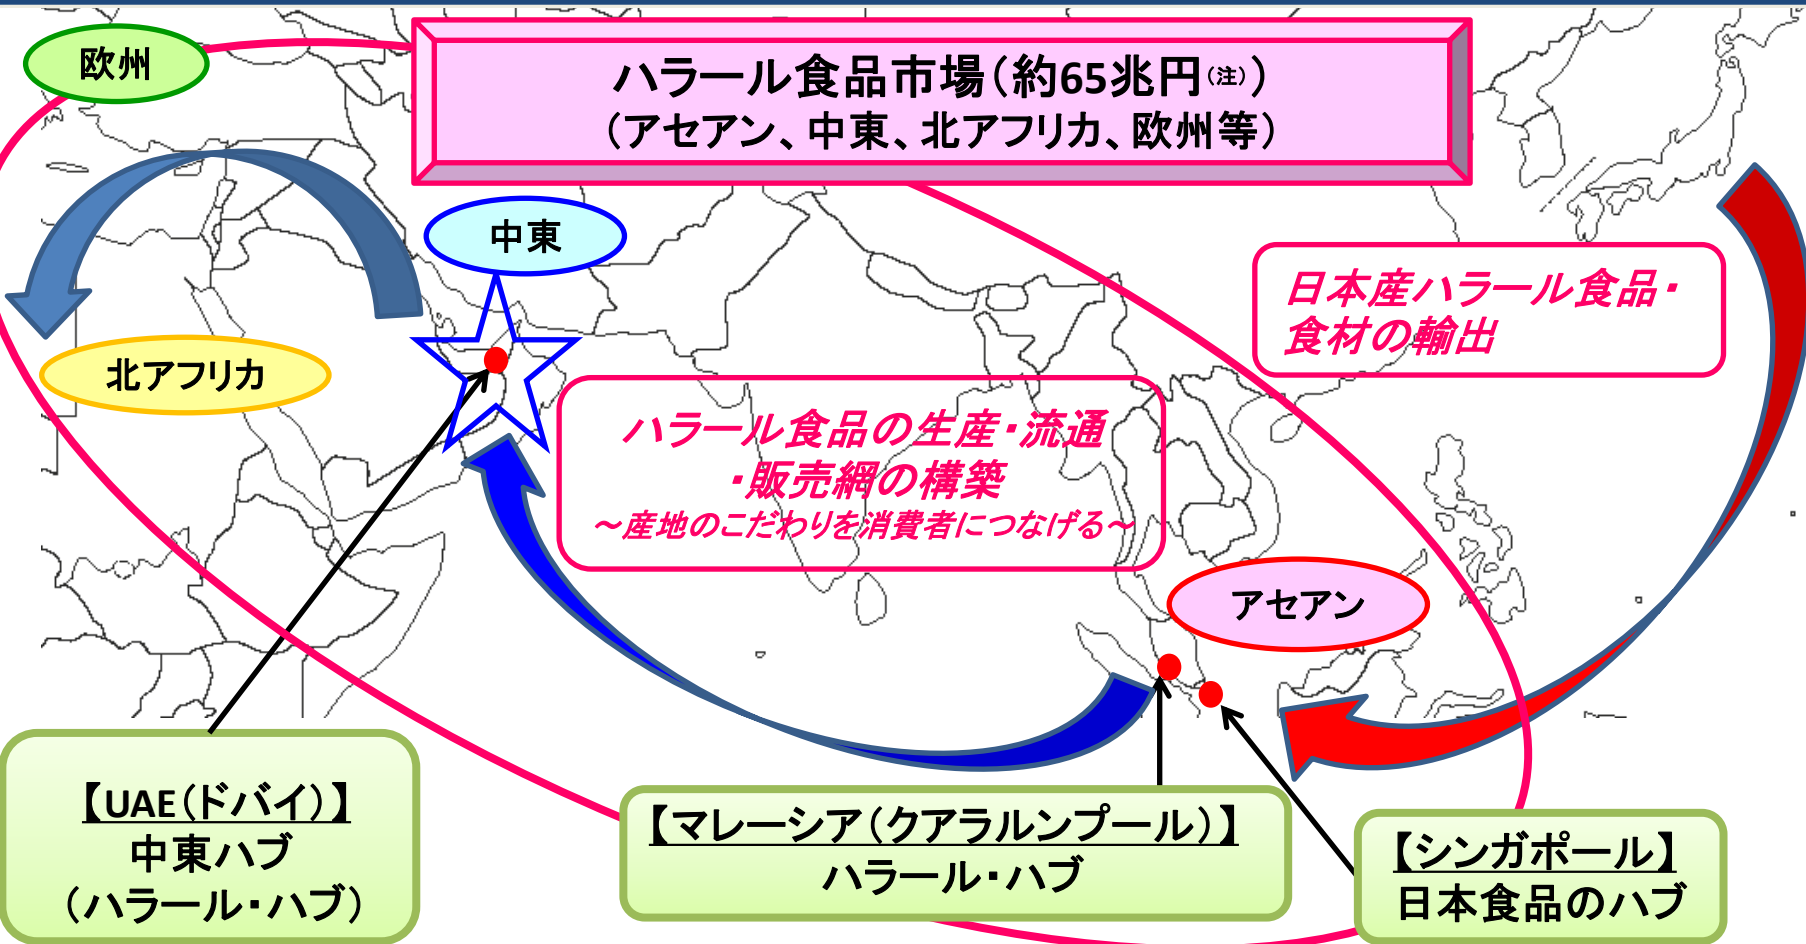 欧州
ハラール食品市場（約65兆円（注））
（アセアン、中東、北アフリカ、欧州等）
中東
日本産ハラール食品・
食材の輸出
北アフリカ
ハラール食品の生産・流通
・販売網の構築
～産地のこだわりを消費者につなげる～
アセアン
【UAE（ドバイ）】
中東ハブ
（ハラール・ハブ）
【マレーシア（クアラルンプール）】
ハラール・ハブ
【シンガポール】
日本食品のハブ